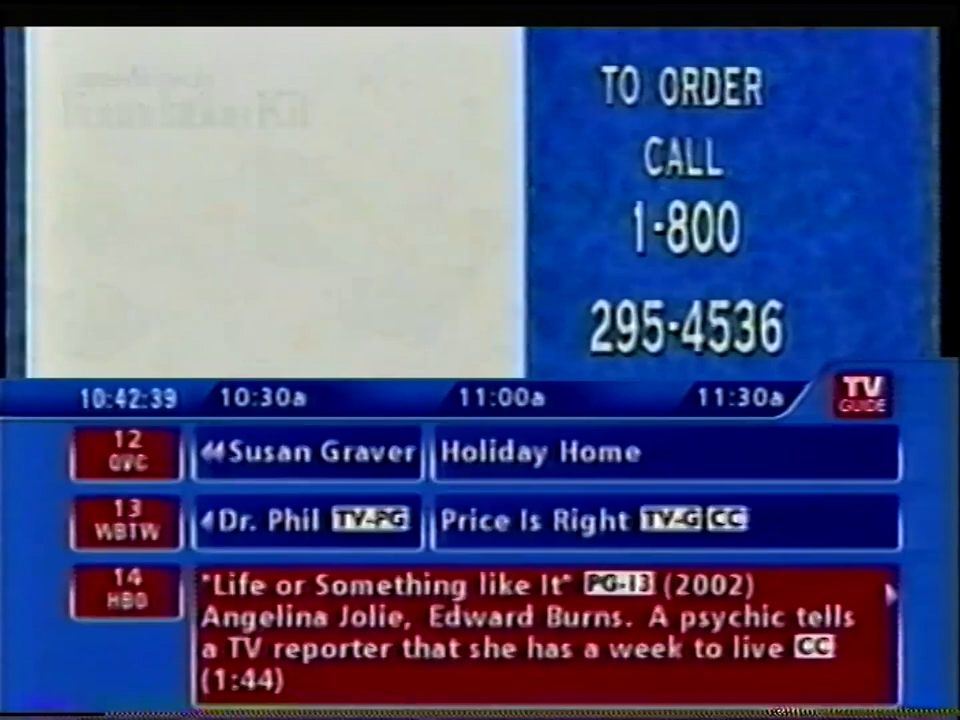 TO ORDER
CALL
1-800
295-4536
10:42:39 10:30a 11:00a 11:30a TV GUIDE
12 QVC Susan Graver Holiday Home
13 WBTW Dr. Phil TV-PG Price Is Right TV-G CC
14 HBO "Life or Something like It" PG-13 (2002)
Angelina Jolie, Edward Burns. A psychic tells
a TV reporter that she has a week to live CC
(1:44)